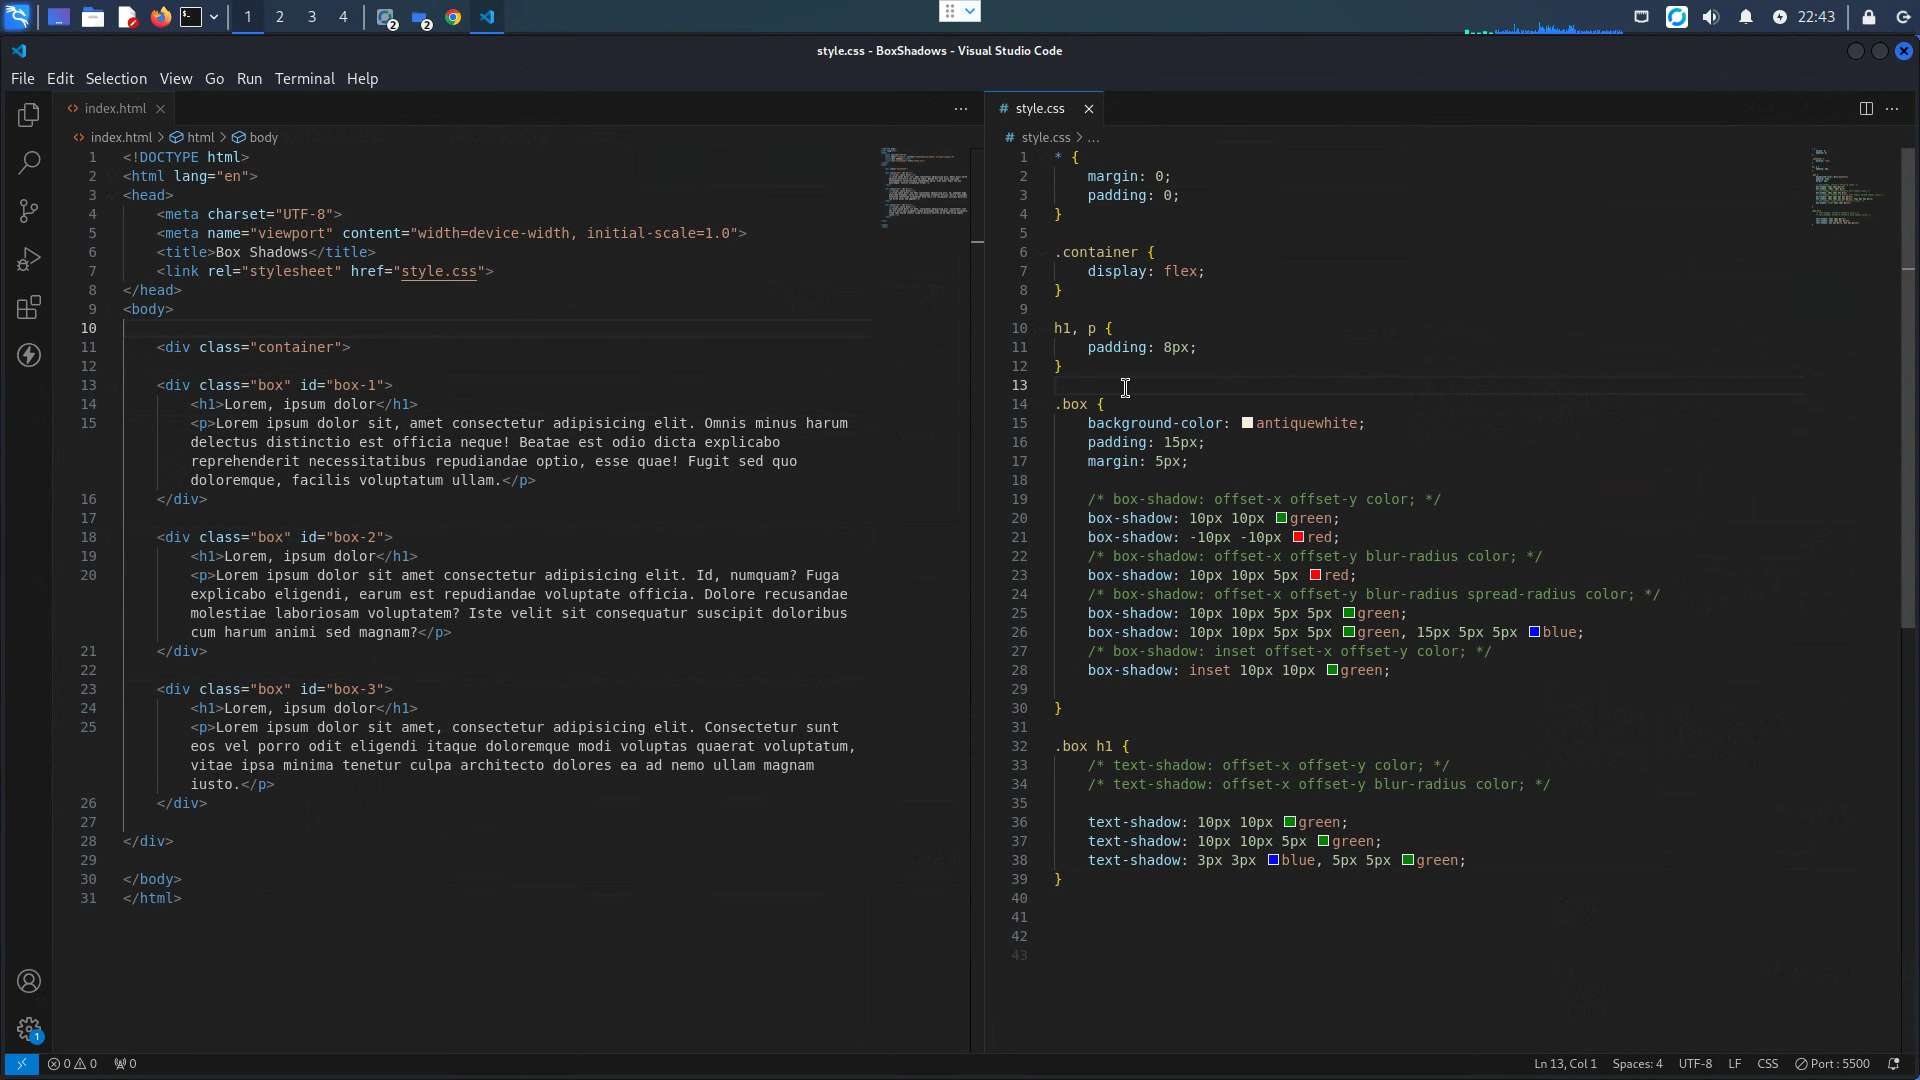 1 2 3 4 2 2 22:43
style.css - BoxShadows - Visual Studio Code
File Edit Selection View Go Run Terminal Help
index.html
index.html > html > body
1 <!DOCTYPE html>
2 <html lang="en">
3 <head>
4 <meta charset="UTF-8">
5 <meta name="viewport" content="width=device-width, initial-scale=1.0">
6 <title>Box Shadows</title>
7 <link rel="stylesheet" href="style.css">
8 </head>
9 <body>
10
11 <div class="container">
12
13 <div class="box" id="box-1">
14 <h1>Lorem, ipsum dolor</h1>
15 <p>Lorem ipsum dolor sit, amet consectetur adipisicing elit. Omnis minus harum
delectus distinctio est officia neque! Beatae est odio dicta explicabo
reprehenderit necessitatibus repudiandae optio, esse quae! Fugit sed quo
doloremque, facilis voluptatum ullam.</p>
16 </div>
17
18 <div class="box" id="box-2">
19 <h1>Lorem, ipsum dolor</h1>
20 <p>Lorem ipsum dolor sit amet consectetur adipisicing elit. Id, numquam? Fuga
explicabo eligendi, earum est repudiandae voluptate officia. Dolore recusandae
molestiae laboriosam voluptatem? Iste velit sit consequatur suscipit doloribus
cum harum animi sed magnam?</p>
21 </div>
22
23 <div class="box" id="box-3">
24 <h1>Lorem, ipsum dolor</h1>
25 <p>Lorem ipsum dolor sit amet, consectetur adipisicing elit. Consectetur sunt
eos vel porro odit eligendi itaque doloremque modi voluptas quaerat voluptatum,
vitae ipsa minima tenetur culpa architecto dolores ea ad nemo ullam magnam
iusto.</p>
26 </div>
27
28 </div>
29
30 </body>
31 </html>
# style.css
# style.css > ...
1 * {
2 margin: 0;
3 padding: 0;
4 }
5
6 .container {
7 display: flex;
8 }
9
10 h1, p {
11 padding: 8px;
12 }
13
14 .box {
15 background-color: antiquewhite;
16 padding: 15px;
17 margin: 5px;
18
19 /* box-shadow: offset-x offset-y color; */
20 box-shadow: 10px 10px green;
21 box-shadow: -10px -10px red;
22 /* box-shadow: offset-x offset-y blur-radius color; */
23 box-shadow: 10px 10px 5px red;
24 /* box-shadow: offset-x offset-y blur-radius spread-radius color; */
25 box-shadow: 10px 10px 5px 5px green;
26 box-shadow: 10px 10px 5px 5px green, 15px 5px 5px blue;
27 /* box-shadow: inset offset-x offset-y color; */
28 box-shadow: inset 10px 10px green;
29
30 }
31
32 .box h1 {
33 /* text-shadow: offset-x offset-y color; */
34 /* text-shadow: offset-x offset-y blur-radius color; */
35
36 text-shadow: 10px 10px green;
37 text-shadow: 10px 10px 5px green;
38 text-shadow: 3px 3px blue, 5px 5px green;
39 }
40
41
42
43
1
0 0 0 Ln 13, Col 1 Spaces: 4 UTF-8 LF CSS Port : 5500